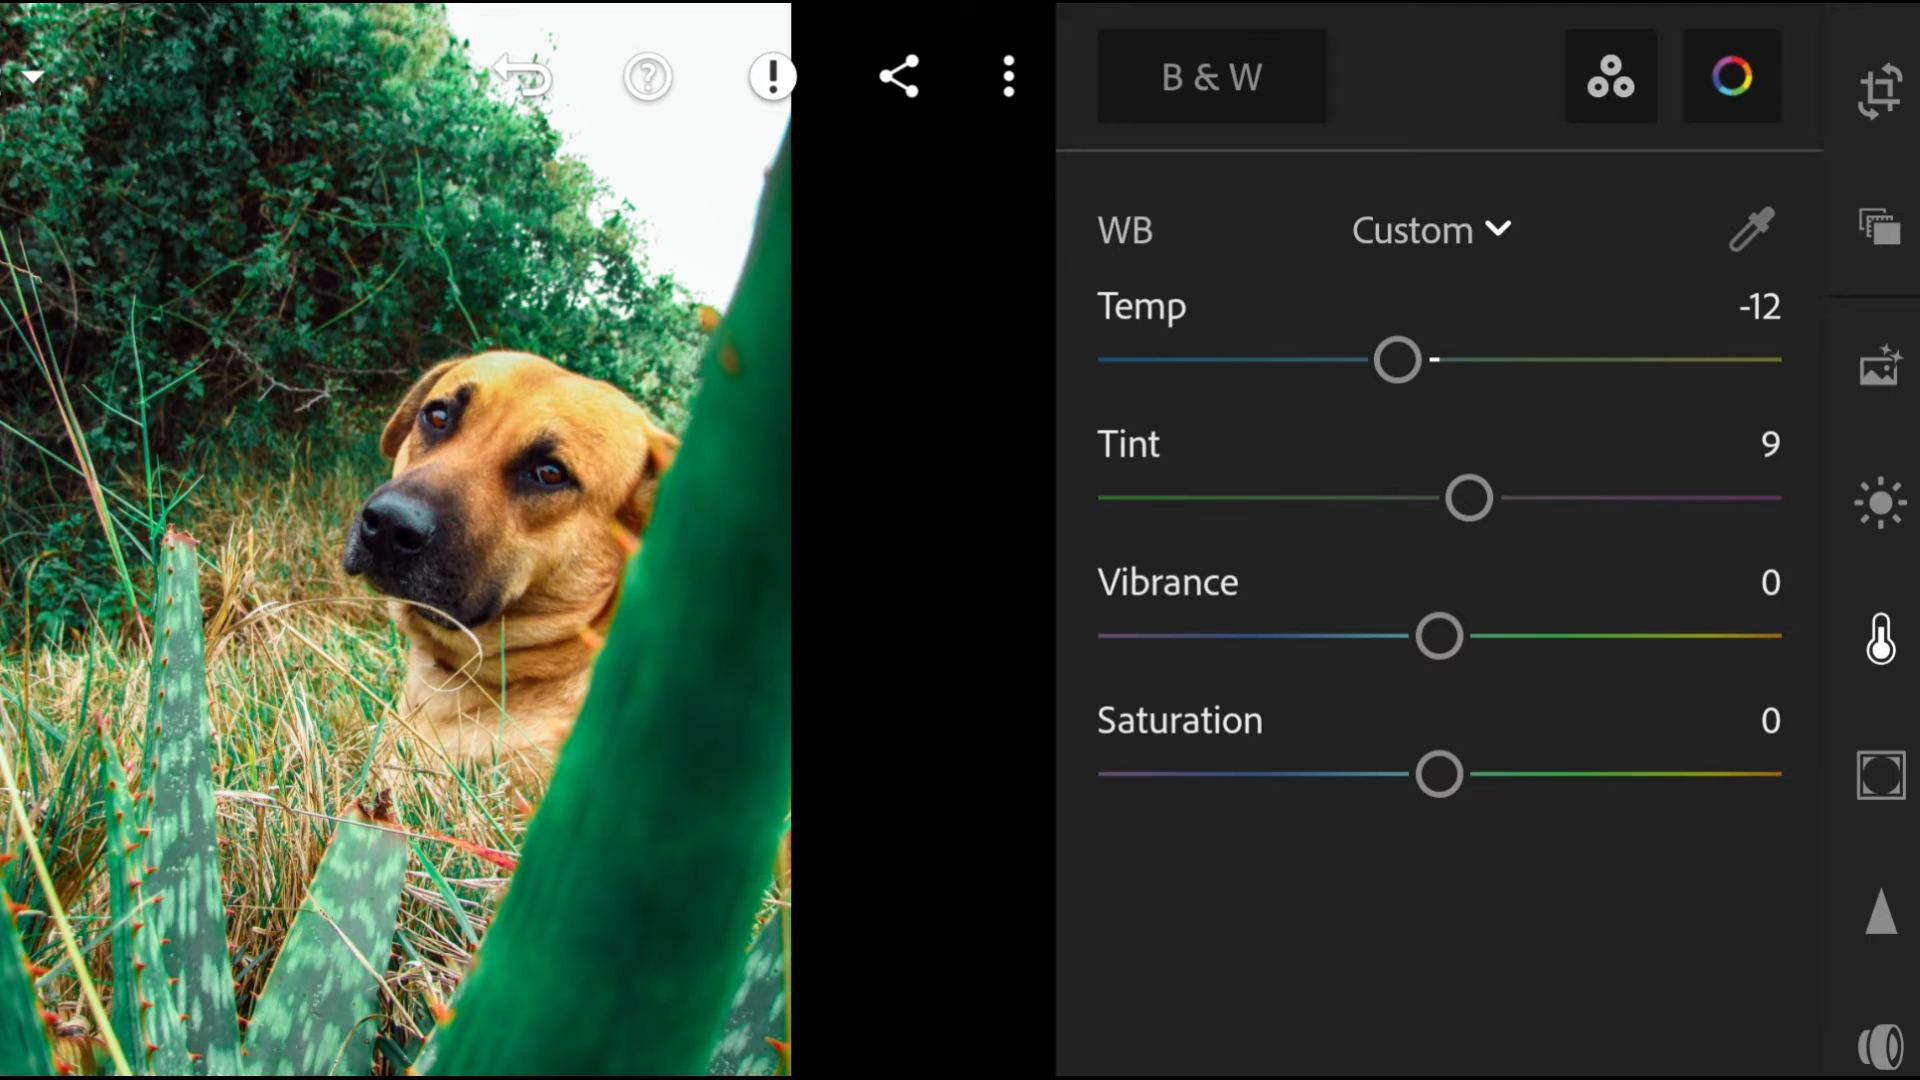 B & W
WB Custom
Temp -12
Tint 9
Vibrance 0
Saturation 0